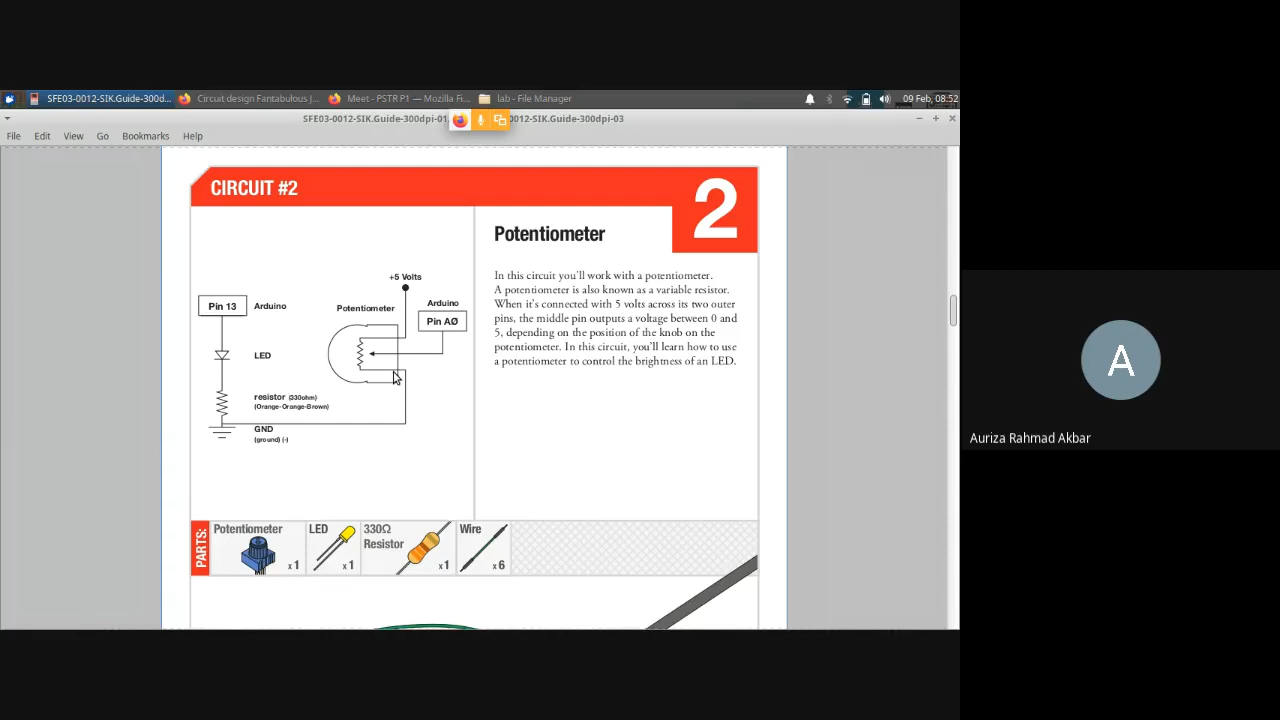 SFE03-0012-SIK.Guide-300d...
Circuit design Fantabulous J...
Meet - PSTR P1 — Mozilla Fi...
lab - File Manager
09 Feb, 08:52
SFE03-0012-SIK.Guide-300dpi-01
0012-SIK.Guide-300dpi-03
File Edit View Go Bookmarks Help
CIRCUIT #2
2
+5 Volts
Pin 13
Arduino
Potentiometer
Arduino
Pin AØ
LED
resistor (330ohm)
(Orange-Orange-Brown)
GND
(ground) (-)
Potentiometer
In this circuit you'll work with a potentiometer.
A potentiometer is also known as a variable resistor.
When it's connected with 5 volts across its two outer
pins, the middle pin outputs a voltage between 0 and
5, depending on the position of the knob on the
potentiometer. In this circuit, you'll learn how to use
a potentiometer to control the brightness of an LED.
PARTS:
Potentiometer
x 1
LED
x 1
330Ω
Resistor
x 1
Wire
x 6
A
Auriza Rahmad Akbar